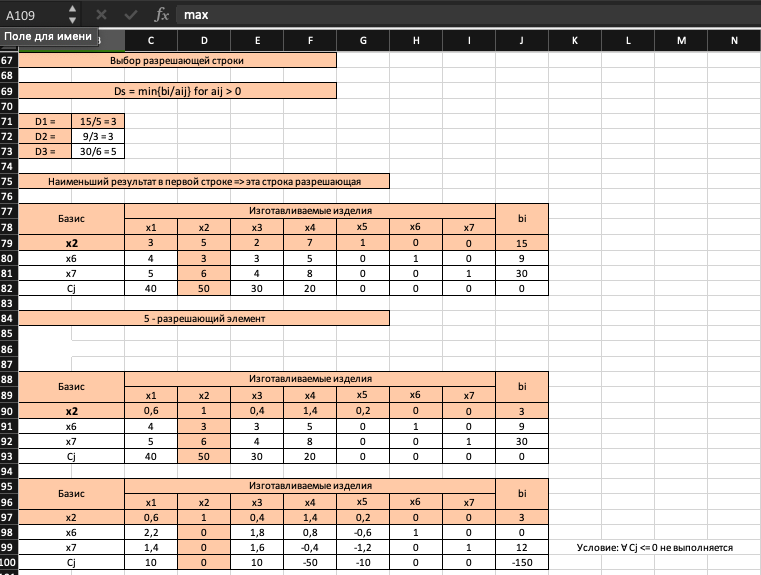 A109 fx max
Поле для имени
C D E F G H I J K L M N
67 Выбор разрешающей строки
68
69 Ds = min{bi/aij} for aij > 0
70
71 D1 = 15/5 = 3
72 D2 = 9/3 = 3
73 D3 = 30/6 = 5
74
75 Наименьший результат в первой строке => эта строка разрешающая
76
77 Базис Изготавливаемые изделия bi
78 x1 x2 x3 x4 x5 x6 x7
79 x2 3 5 2 7 1 0 0 15
80 x6 4 3 3 5 0 1 0 9
81 x7 5 6 4 8 0 0 1 30
82 Cj 40 50 30 20 0 0 0 0
83
84 5 - разрешающий элемент
85
86
87
88 Базис Изготавливаемые изделия bi
89 x1 x2 x3 x4 x5 x6 x7
90 x2 0,6 1 0,4 1,4 0,2 0 0 3
91 x6 4 3 3 5 0 1 0 9
92 x7 5 6 4 8 0 0 1 30
93 Cj 40 50 30 20 0 0 0 0
94
95 Базис Изготавливаемые изделия bi
96 x1 x2 x3 x4 x5 x6 x7
97 x2 0,6 1 0,4 1,4 0,2 0 0 3
98 x6 2,2 0 1,8 0,8 -0,6 1 0 0
99 x7 1,4 0 1,6 -0,4 -1,2 0 1 12 Условие: ∀ Cj <= 0 не выполняется
100 Cj 10 0 10 -50 -10 0 0 -150